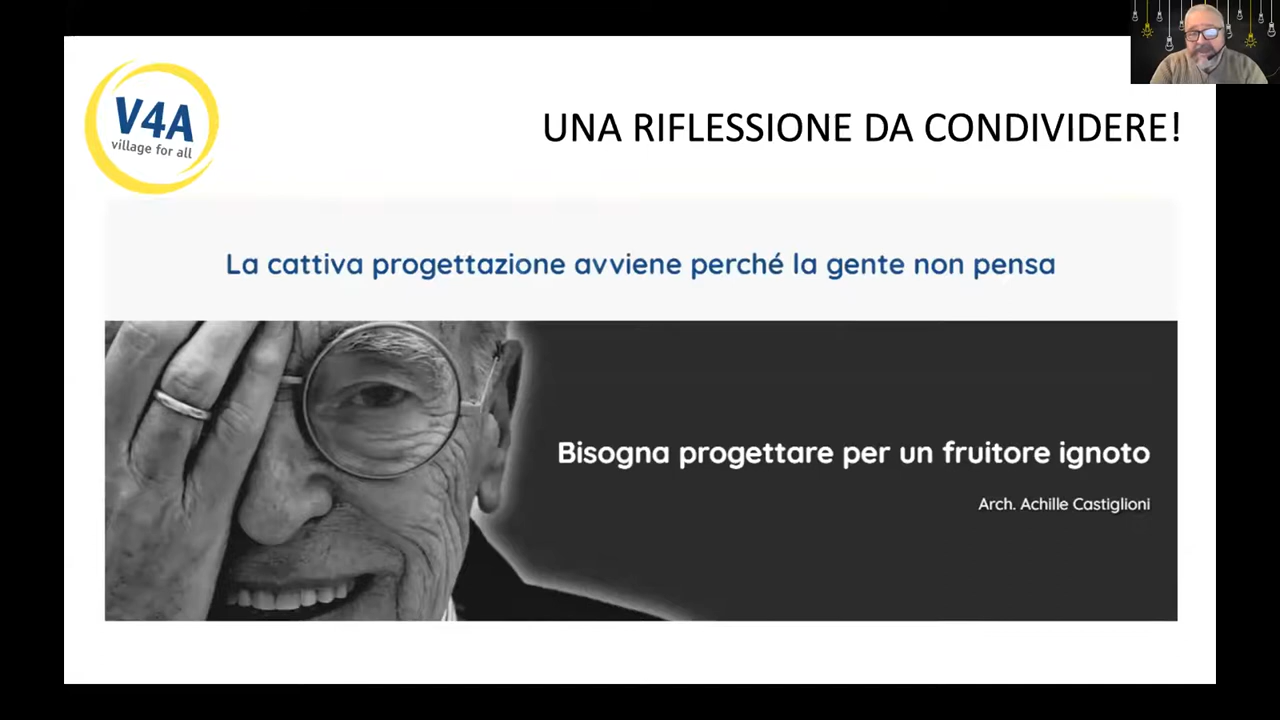 V4A
village for all
UNA RIFLESSIONE DA CONDIVIDERE!
La cattiva progettazione avviene perché la gente non pensa
Bisogna progettare per un fruitore ignoto
Arch. Achille Castiglioni